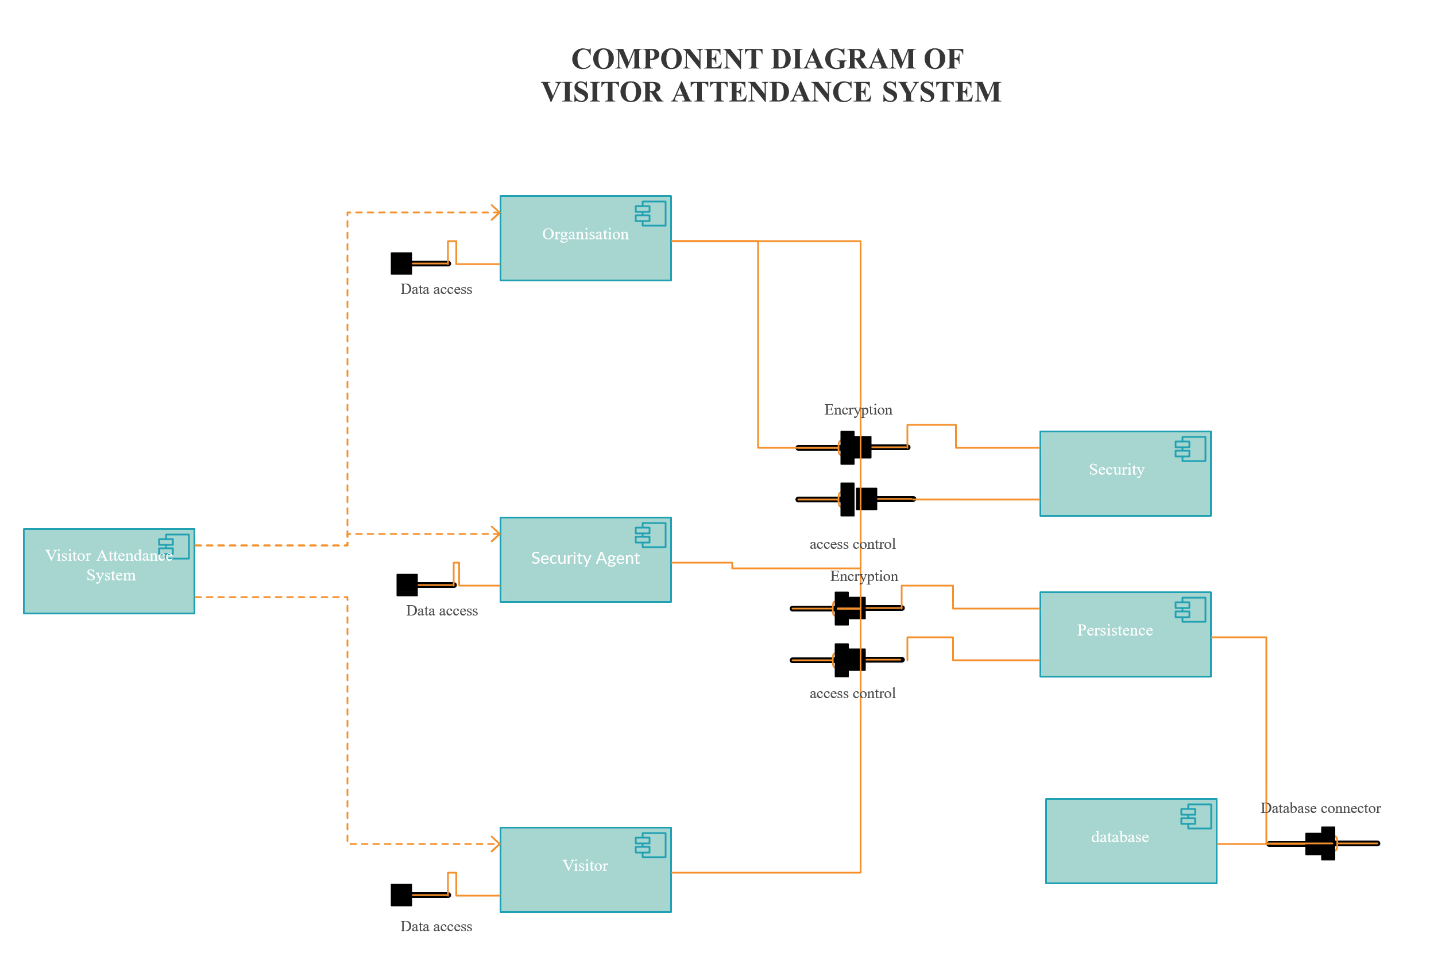 COMPONENT DIAGRAM OF
VISITOR ATTENDANCE SYSTEM
Organisation
Data access
Encryption
Security
access control
Visitor Attendance
System
Security Agent
Data access
Encryption
Persistence
access control
Database connector
database
Visitor
Data access